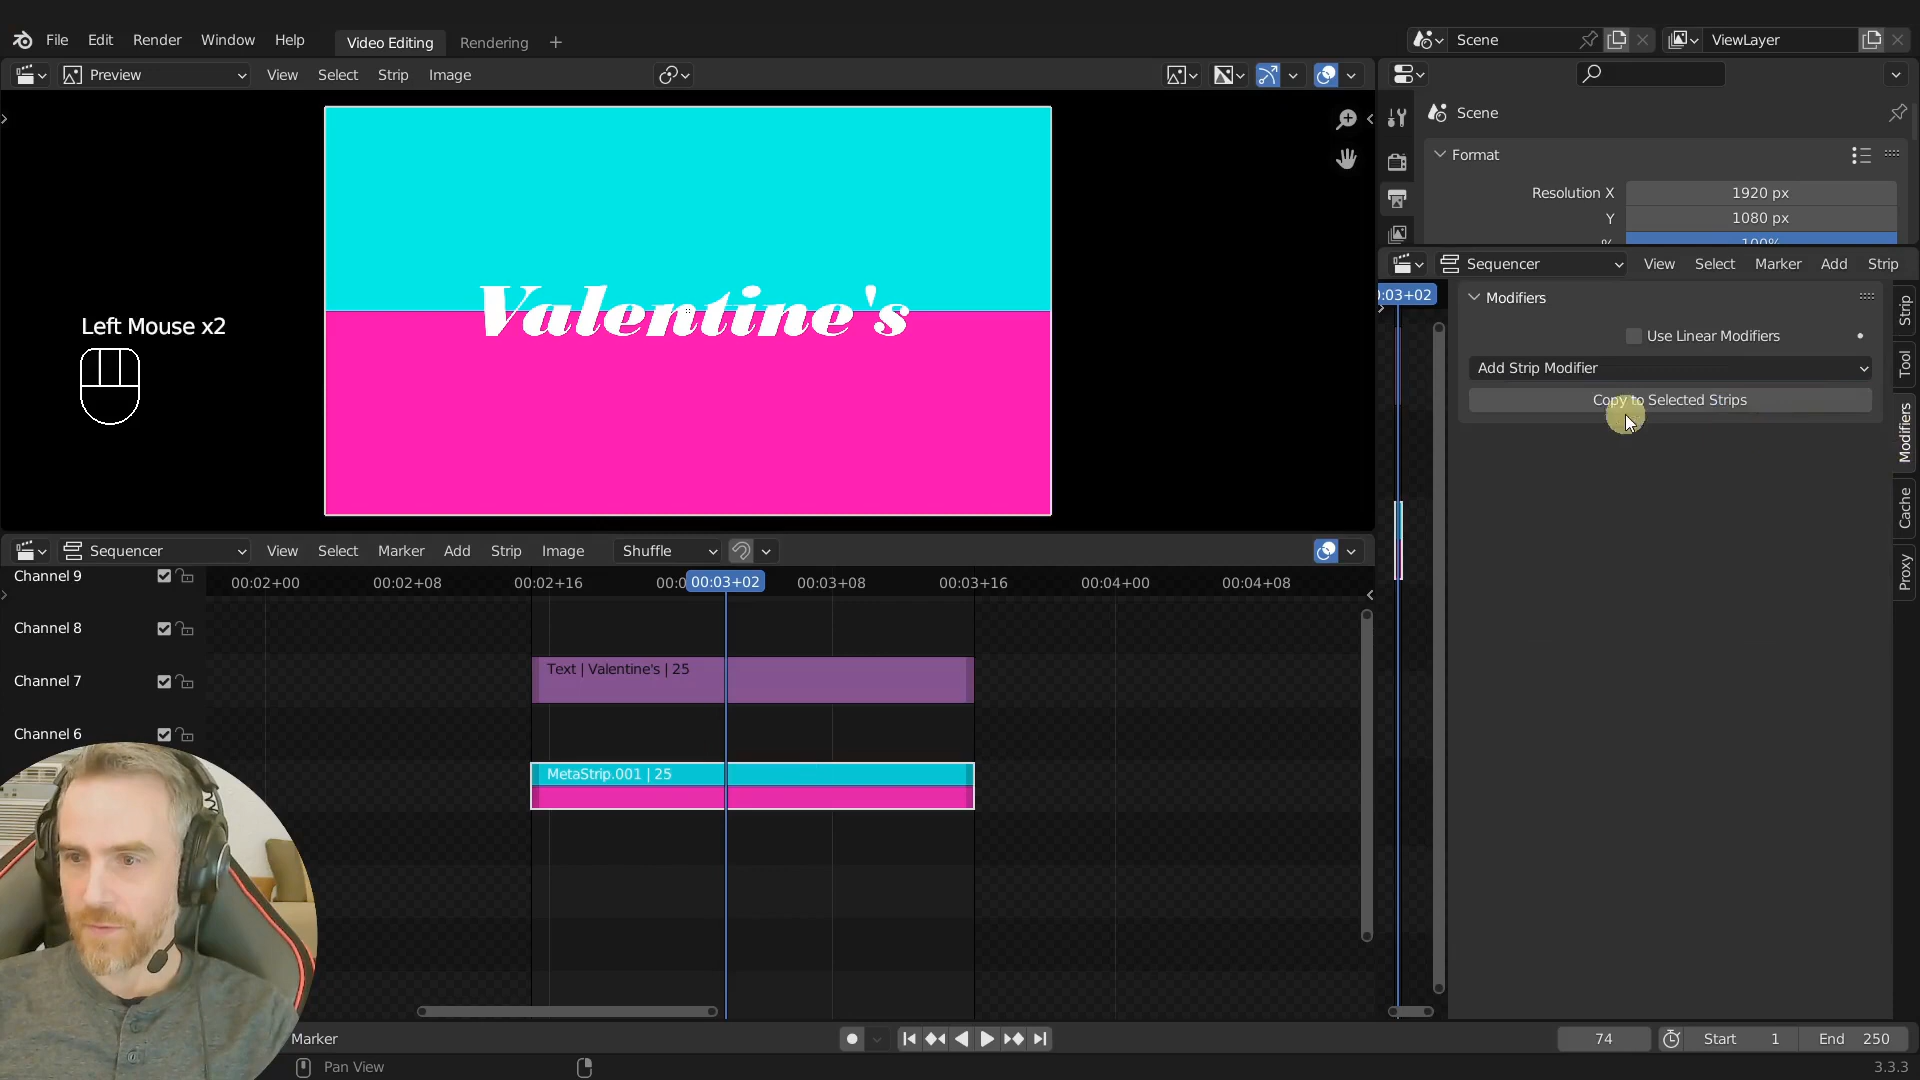 File Edit Render Window Help Video Editing Rendering Scene ViewLayer
Preview View Select Strip Image
Scene
Format
Resolution X 1920 px
Y 1080 px
% 100%
Sequencer View Select Marker Add Strip
Valentine's
Left Mouse x2
0:03+02
Modifiers
Use Linear Modifiers
Add Strip Modifier
Copy to Selected Strips
Strip
Tool
Modifiers
Cache
Proxy
Sequencer View Select Marker Add Strip Image Shuffle
00:02+00 00:02+08 00:02+16 00:0 00:03+02 00:03+08 00:03+16 00:04+00 00:04+08
Channel 9
Channel 8
Channel 7
Text | Valentine's | 25
Channel 6
MetaStrip.001 | 25
Marker 74 Start 1 End 250
Pan View 3.3.3